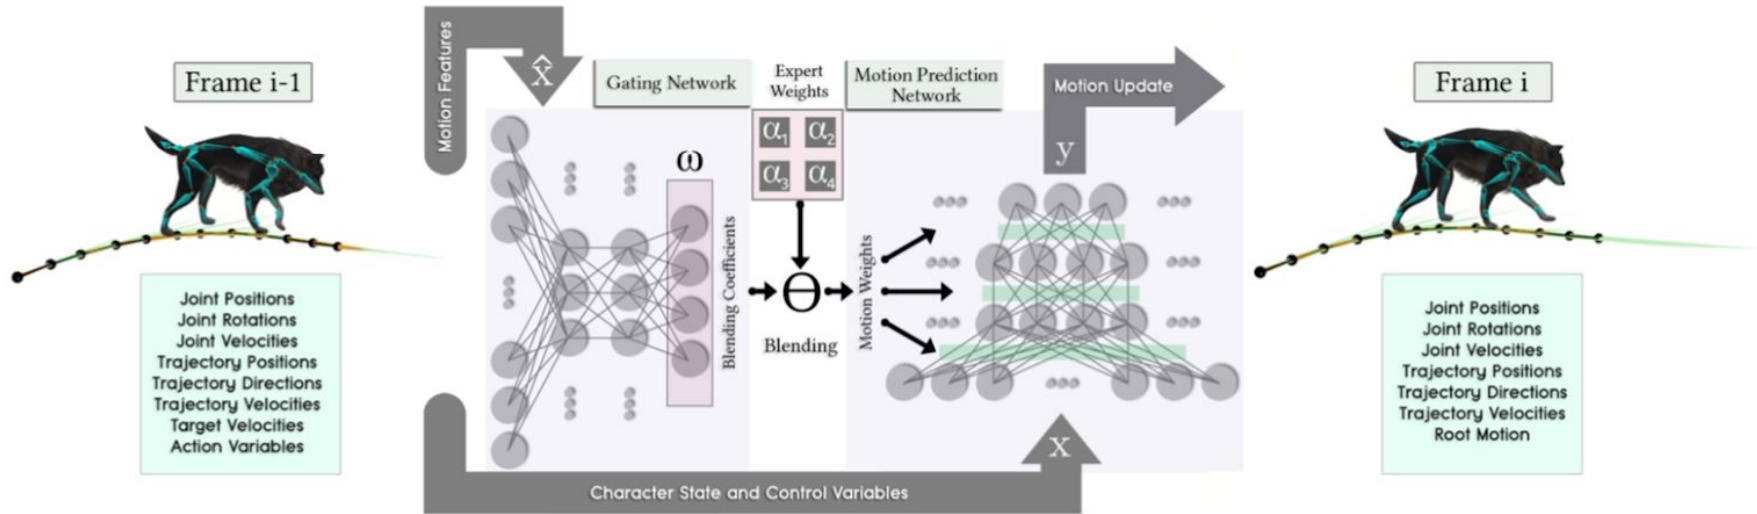 Frame i-1
Joint Positions
Joint Rotations
Joint Velocities
Trajectory Positions
Trajectory Directions
Trajectory Velocities
Target Velocities
Action Variables
Motion Features
x̂
Gating Network
ω
Blending Coefficients
Expert
Weights
α1 α2
α3 α4
Θ
Blending
Motion Prediction
Network
Motion Weights
Motion Update
y
X
Character State and Control Variables
Frame i
Joint Positions
Joint Rotations
Joint Velocities
Trajectory Positions
Trajectory Directions
Trajectory Velocities
Root Motion